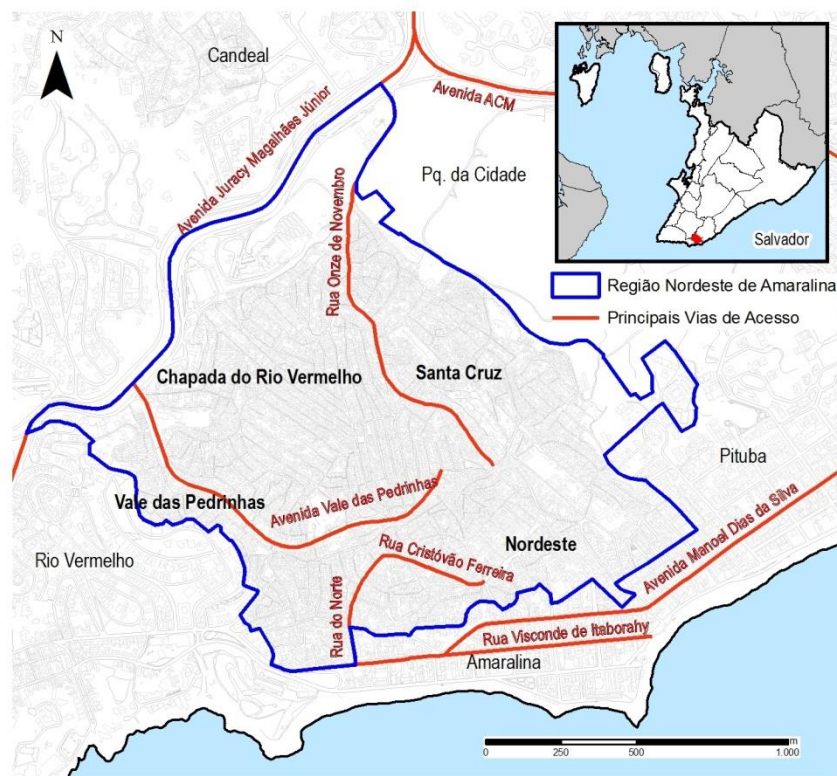 N
Candeal
Avenida ACM
Avenida Juracy Magalhães Júnior
Pq. da Cidade
Salvador
Região Nordeste de Amaralina
Principais Vias de Acesso
Rua Onze de Novembro
Chapada do Rio Vermelho
Santa Cruz
Pituba
Vale das Pedrinhas
Avenida Vale das Pedrinhas
Avenida Manoel Dias da Silva
Nordeste
Rio Vermelho
Rua Cristóvão Ferreira
Rua do Norte
Rua Visconde de Itaborahy
Amaralina
m
0 250 500 1.000